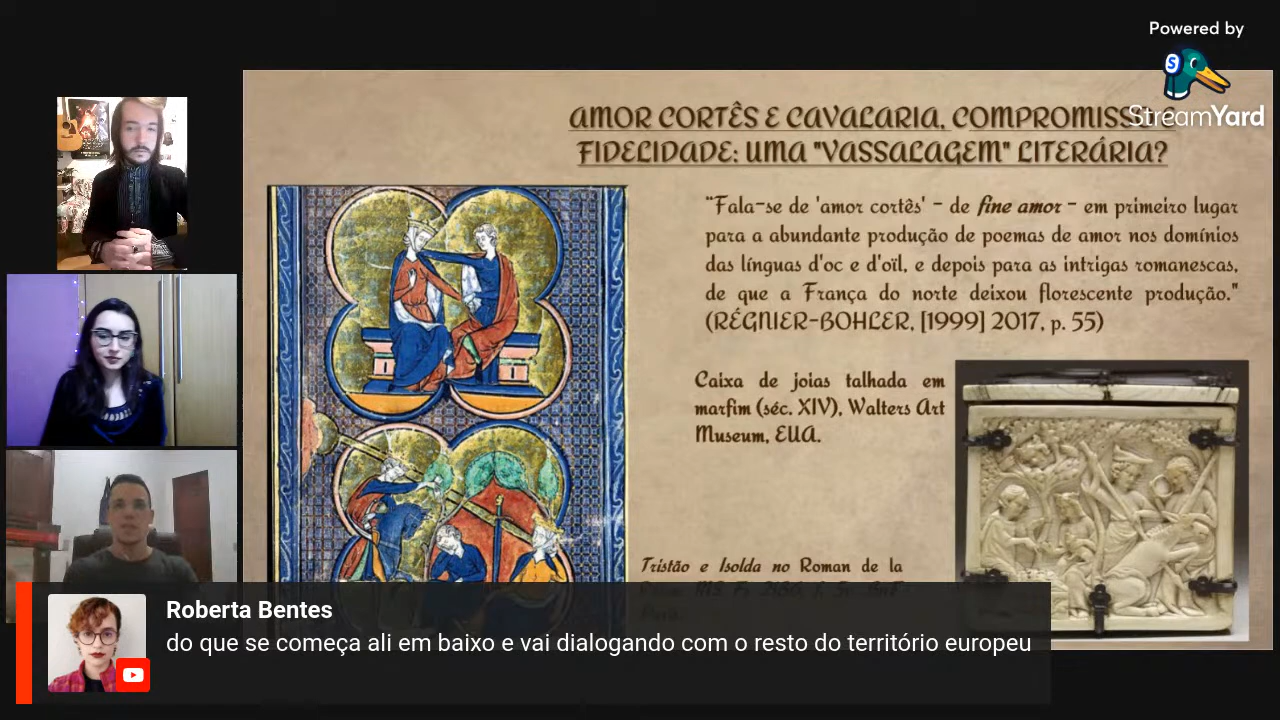 Powered by
StreamYard
AMOR CORTÊS E CAVALARIA, COMPROMISSO E
FIDELIDADE: UMA "VASSALAGEM" LITERÁRIA?
"Fala-se de 'amor cortês' - de fine amor - em primeiro lugar
para a abundante produção de poemas de amor nos domínios
das línguas d'oc e d'oïl, e depois para as intrigas romanescas,
de que a França do norte deixou florescente produção."
(RÉGNIER-BOHLER, [1999] 2017, p. 55)
Caixa de joias talhada em
marfim (séc. XIV), Walters Art
Museum, EUA.
Tristão e Isolda no Roman de la
Roberta Bentes
do que se começa ali em baixo e vai dialogando com o resto do território europeu